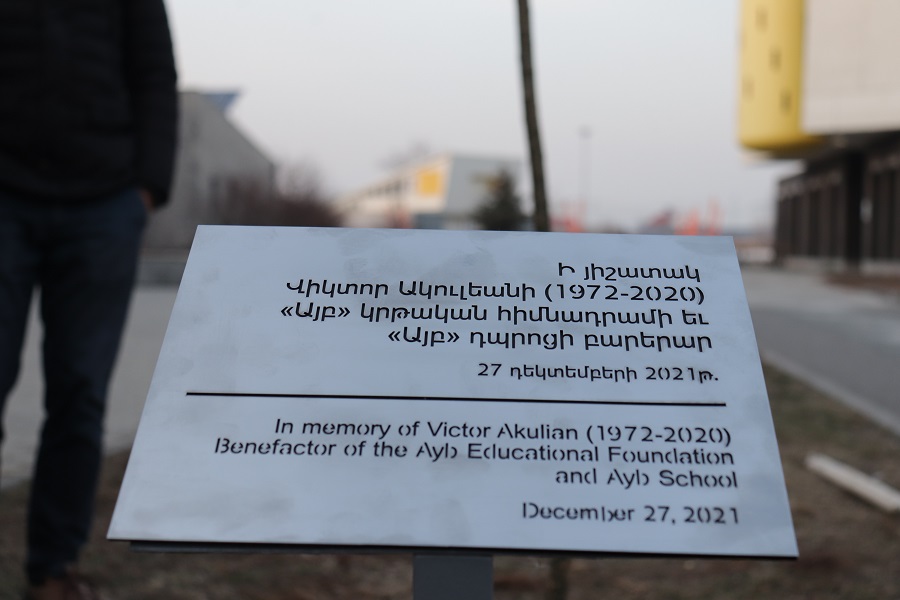 Ի յիշատակ
Վիկտոր Ակուլեանի (1972-2020)
«Այբ» կրթական հիմնադրամի եւ
«Այբ» դպրոցի բարերար
27 դեկտեմբերի 2021թ.
In memory of Victor Akulian (1972-2020)
Benefactor of the Ayb Educational Foundation
and Ayb School
December 27, 2021